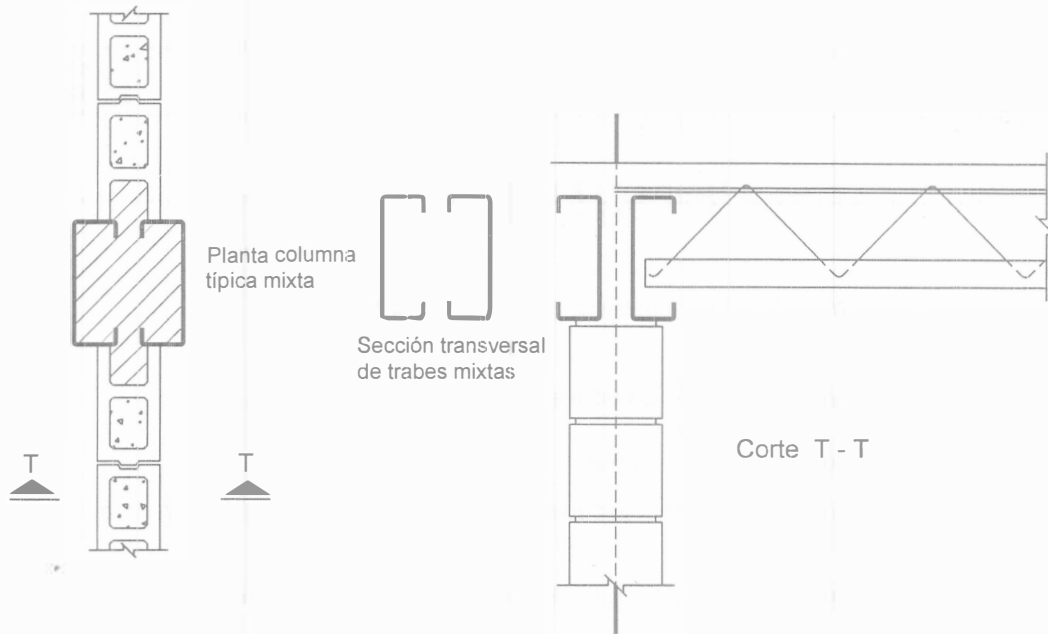 Planta columna
típica mixta
Sección transversal
de trabes mixtas
T
T
Corte T - T